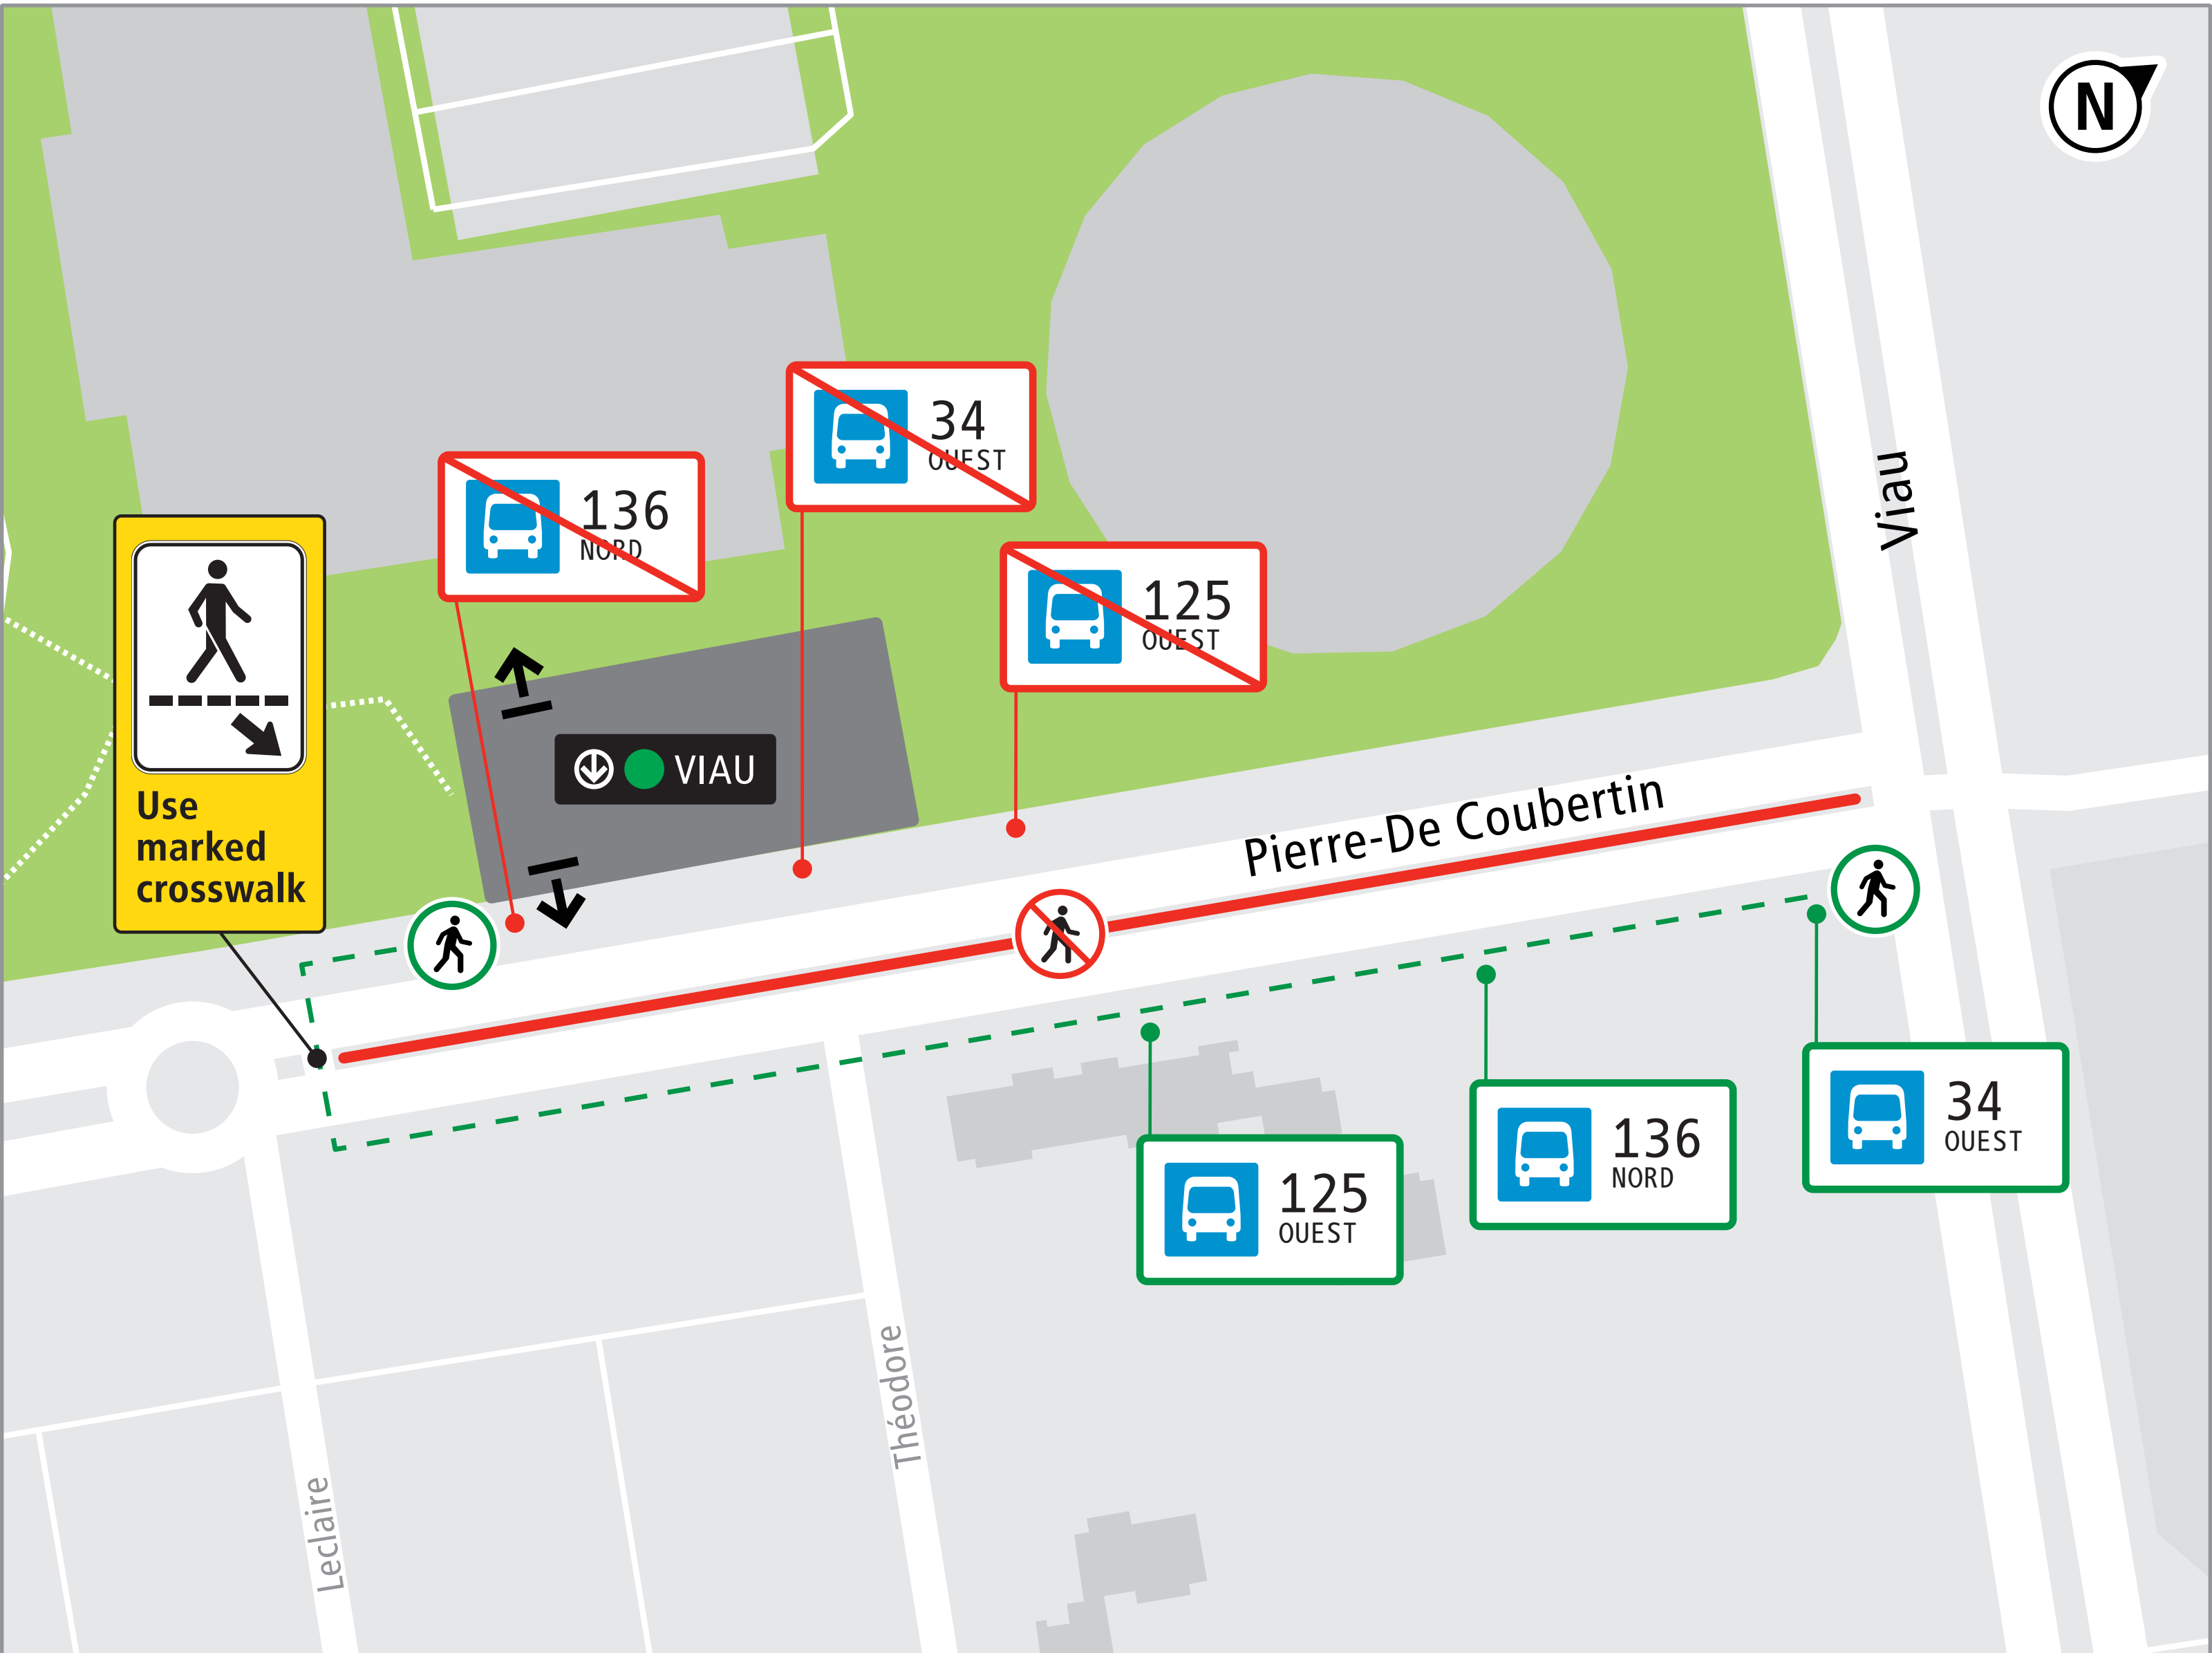 N
34
OUEST
136
NORD
125
OUEST
Viau
Use
marked
crosswalk
VIAU
Pierre-De Coubertin
34
OUEST
136
NORD
125
OUEST
Théodore
Leclaire